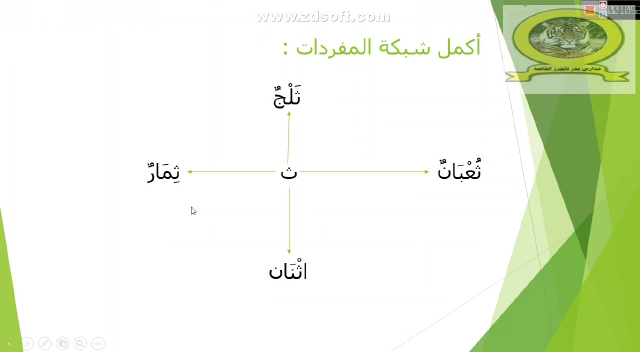 www.zdsoft.com
أكمل شبكة المفردات :
ثَلْجٌ
ثُعْبَانٌ
ث
ثِمَارٌ
اثْنَان